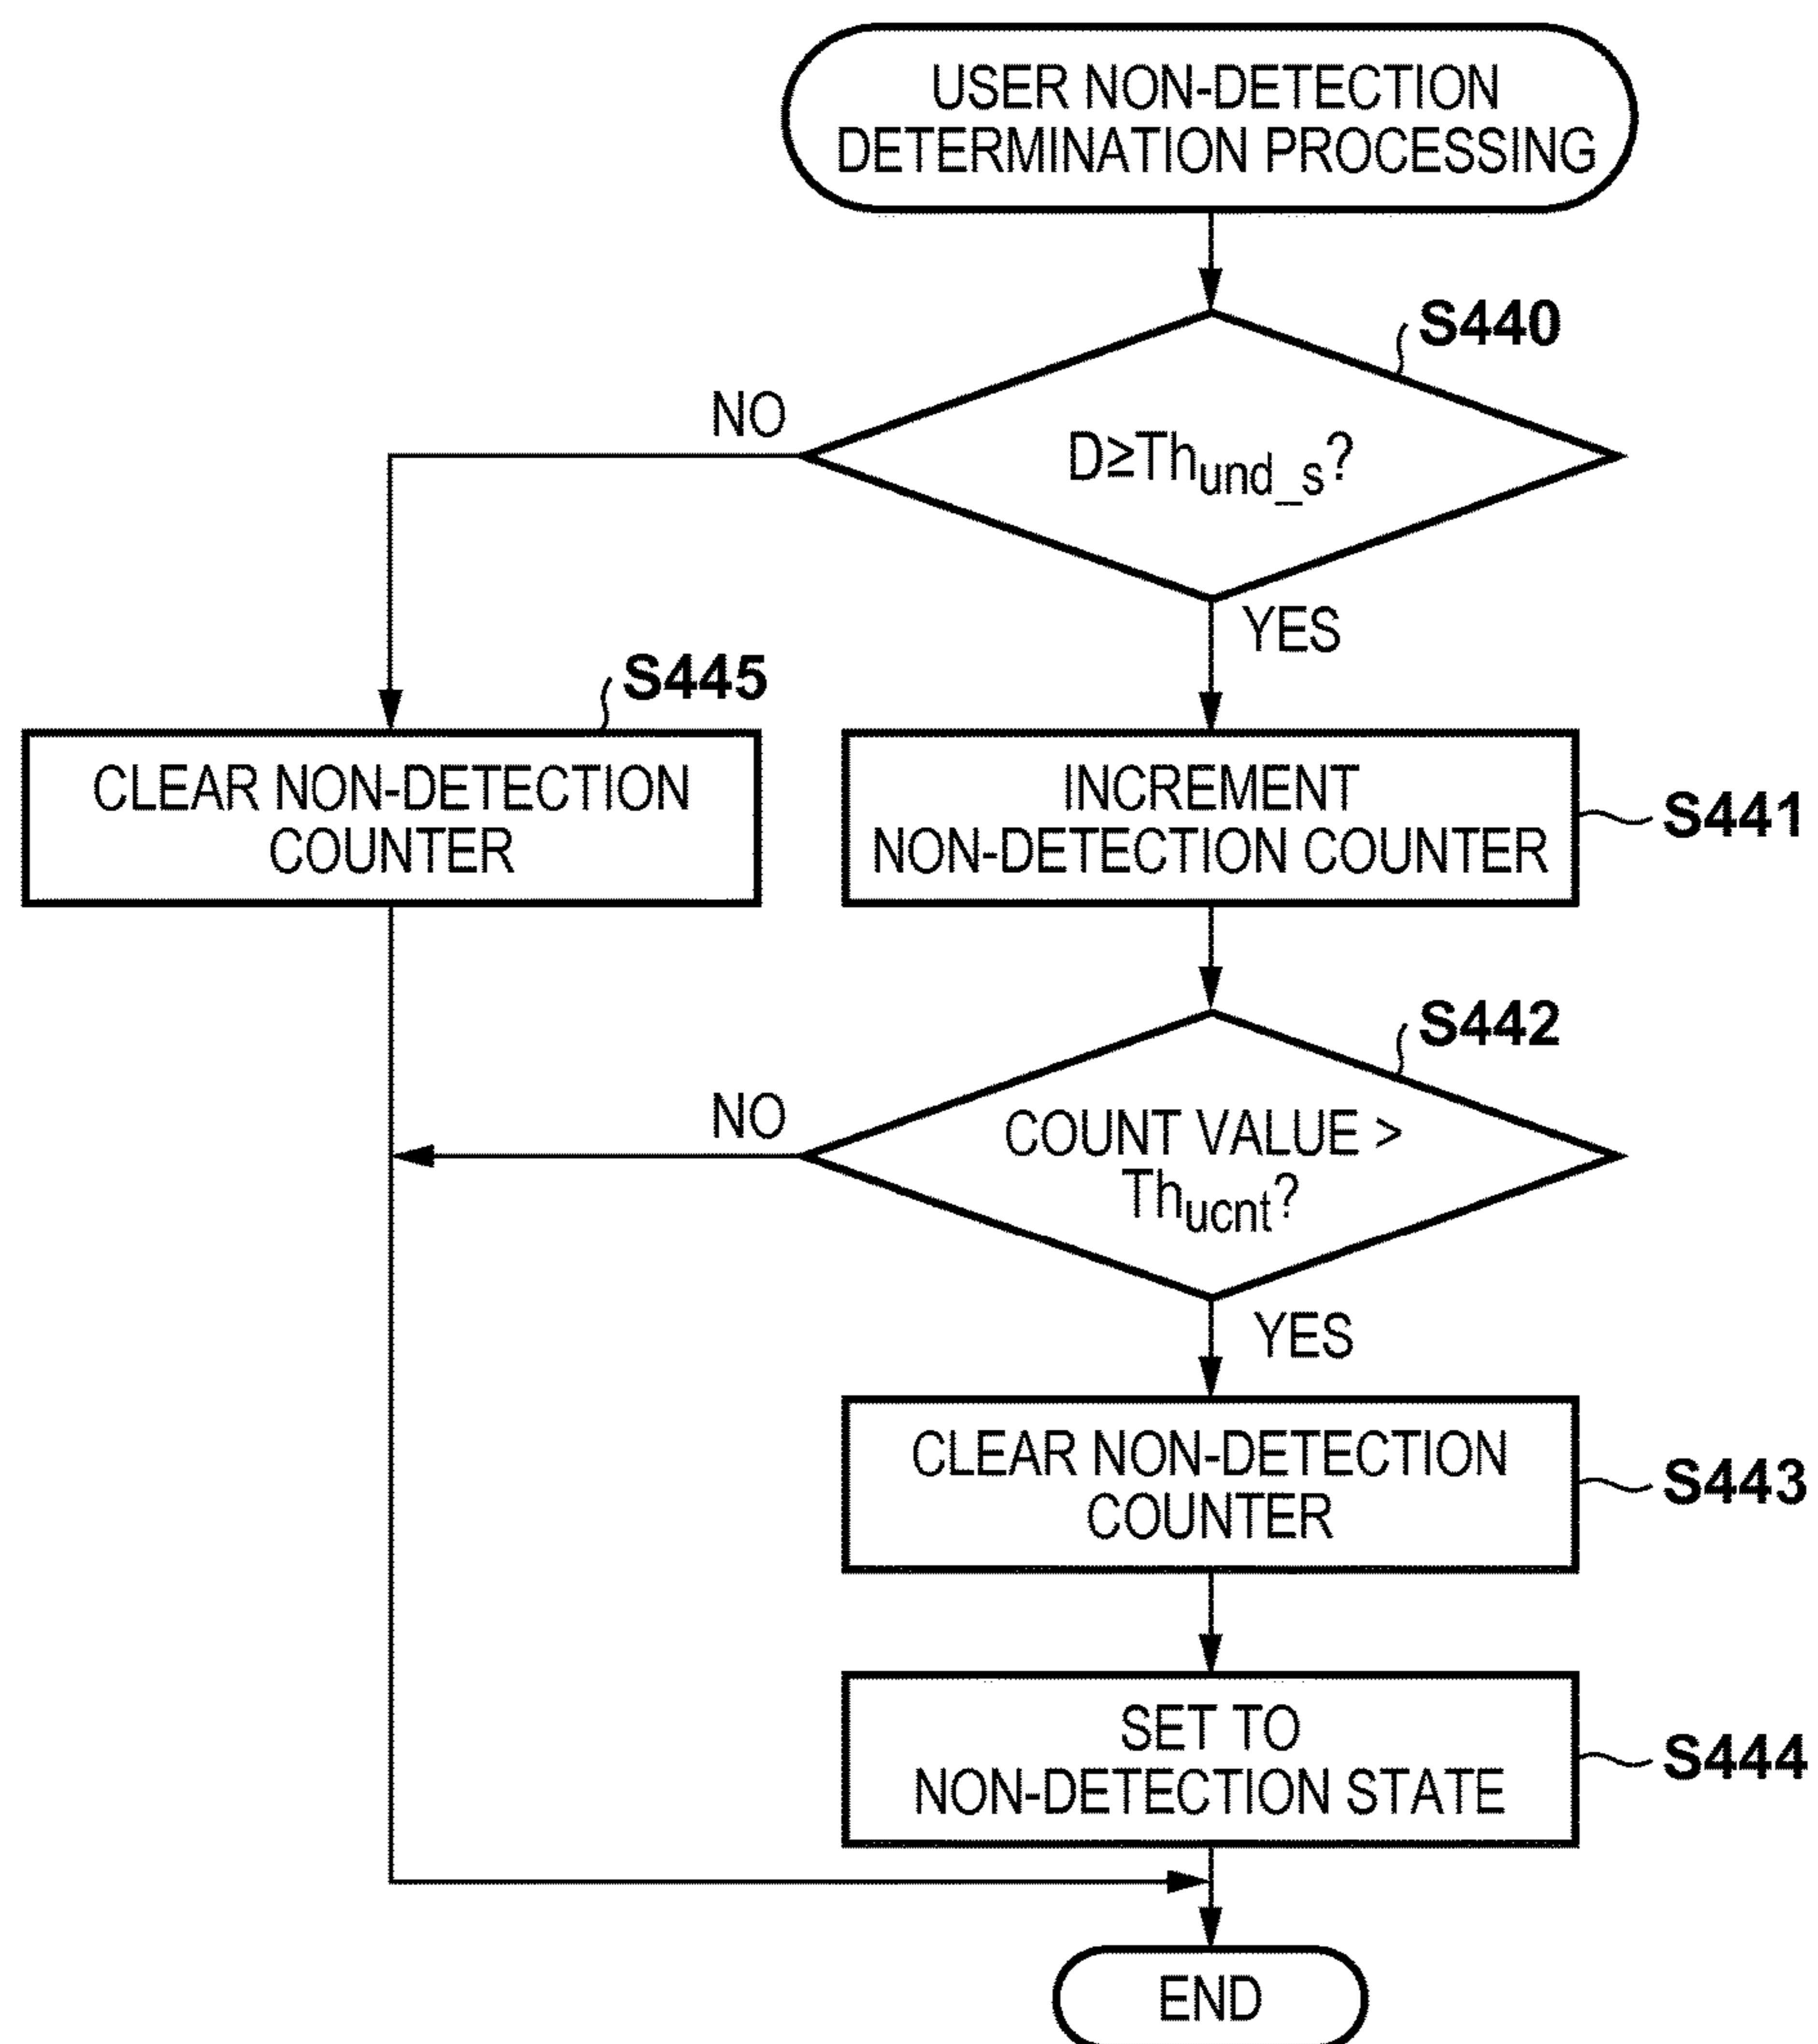 USER NON-DETECTION
DETERMINATION PROCESSING
S440
NO
D≥Thund_s?
YES
S445
CLEAR NON-DETECTION
COUNTER
INCREMENT
NON-DETECTION COUNTER
S441
S442
NO
COUNT VALUE >
Thucnt?
YES
CLEAR NON-DETECTION
COUNTER
S443
SET TO
NON-DETECTION STATE
S444
END